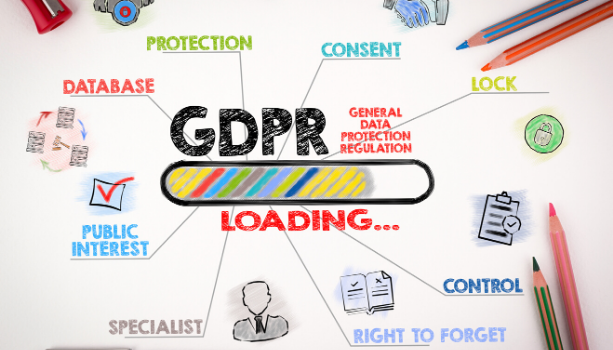 PROTECTION
CONSENT
DATABASE
LOCK
GDPR
GENERAL
DATA
PROTECTION
REGULATION
LOADING...
PUBLIC
INTEREST
CONTROL
SPECIALIST
RIGHT TO FORGET